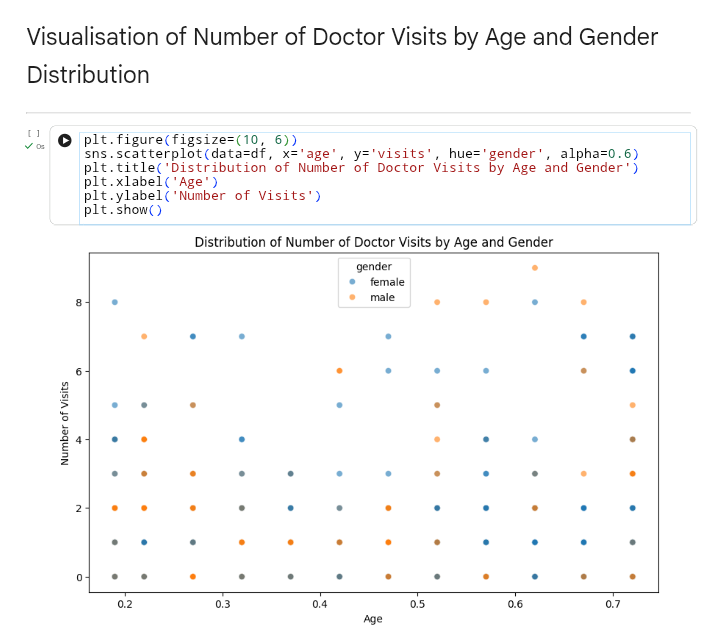 Visualisation of Number of Doctor Visits by Age and Gender
Distribution
[ ]
0s
plt.figure(figsize=(10, 6))
sns.scatterplot(data=df, x='age', y='visits', hue='gender', alpha=0.6)
plt.title('Distribution of Number of Doctor Visits by Age and Gender')
plt.xlabel('Age')
plt.ylabel('Number of Visits')
plt.show()
Distribution of Number of Doctor Visits by Age and Gender
gender
female
male
Number of Visits
8
6
4
2
0
0.2 0.3 0.4 0.5 0.6 0.7
Age